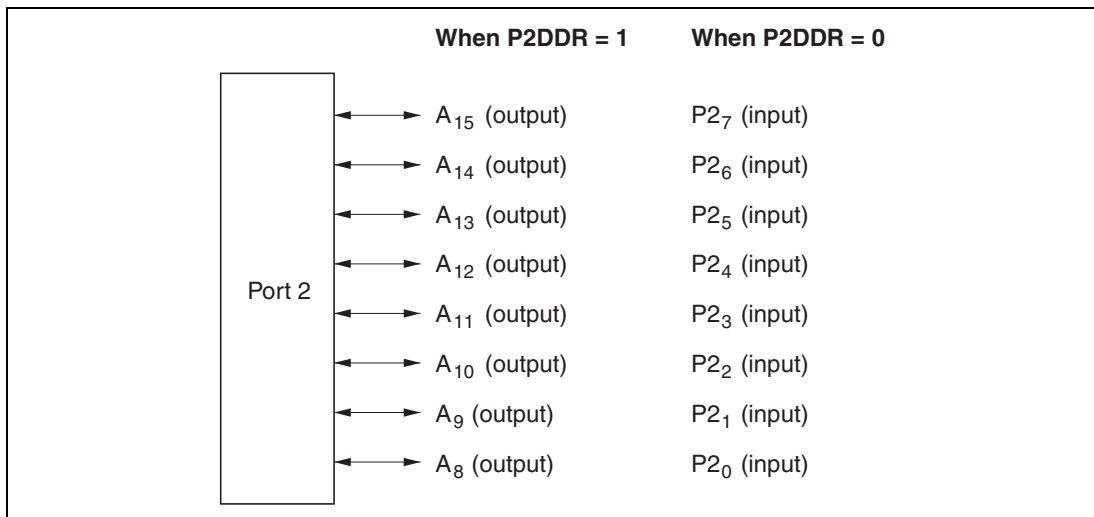 When P2DDR = 1 When P2DDR = 0
A15 (output) P27 (input)
A14 (output) P26 (input)
A13 (output) P25 (input)
A12 (output) P24 (input)
Port 2
A11 (output) P23 (input)
A10 (output) P22 (input)
A9 (output) P21 (input)
A8 (output) P20 (input)